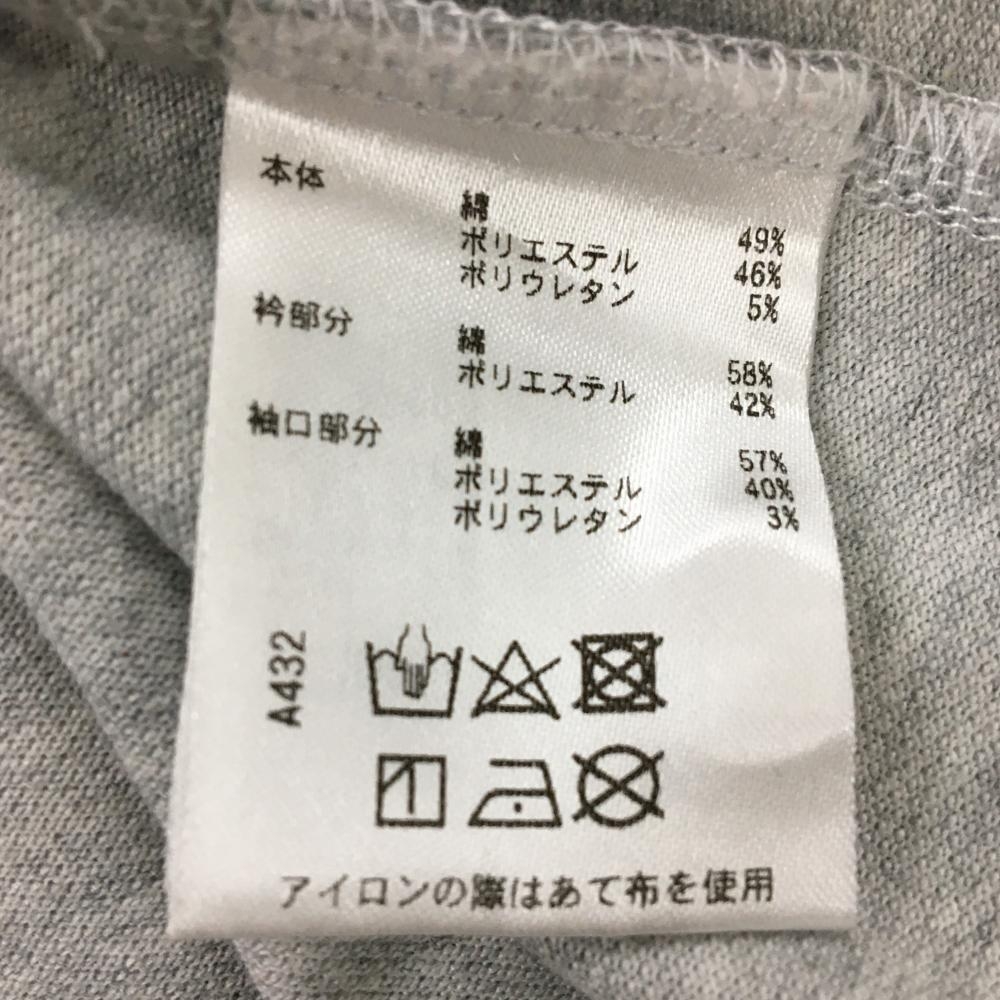 本体
綿 49%
ポリエステル 46%
ポリウレタン 5%
衿部分
綿 58%
ポリエステル 42%
袖口部分
綿 57%
ポリエステル 40%
ポリウレタン 3%
A432
アイロンの際はあて布を使用